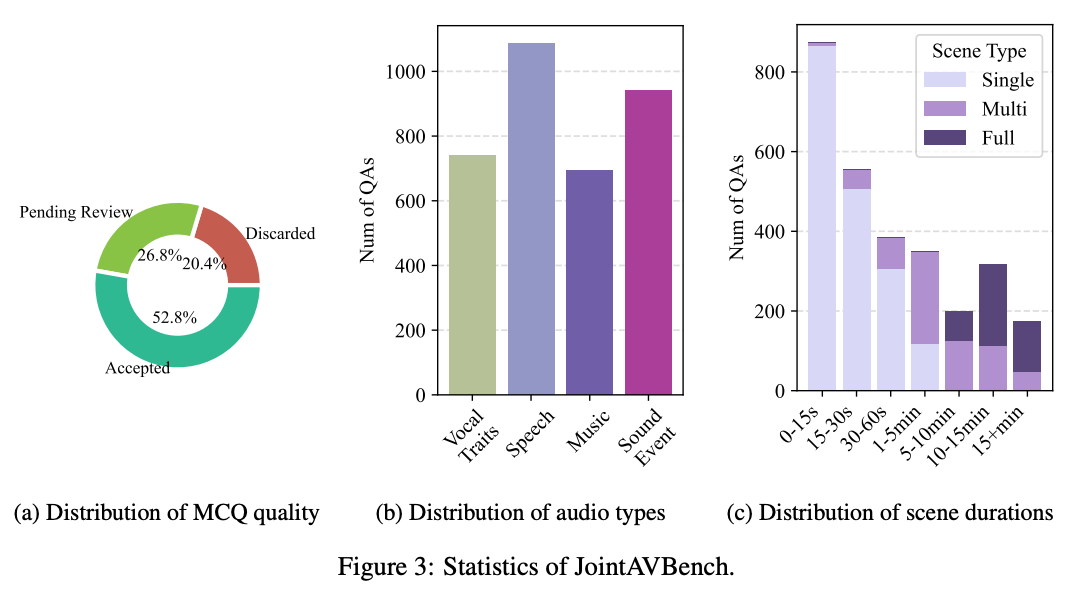 Pending Review
Discarded
26.8%
20.4%
52.8%
Accepted
(a) Distribution of MCQ quality
Num of QAs
1000
800
600
400
200
0
Vocal
Traits
Speech
Music
Sound
Event
(b) Distribution of audio types
Num of QAs
800
600
400
200
0
Scene Type
Single
Multi
Full
0-15s
15-30s
30-60s
1-5min
5-10min
10-15min
15+min
(c) Distribution of scene durations
Figure 3: Statistics of JointAVBench.